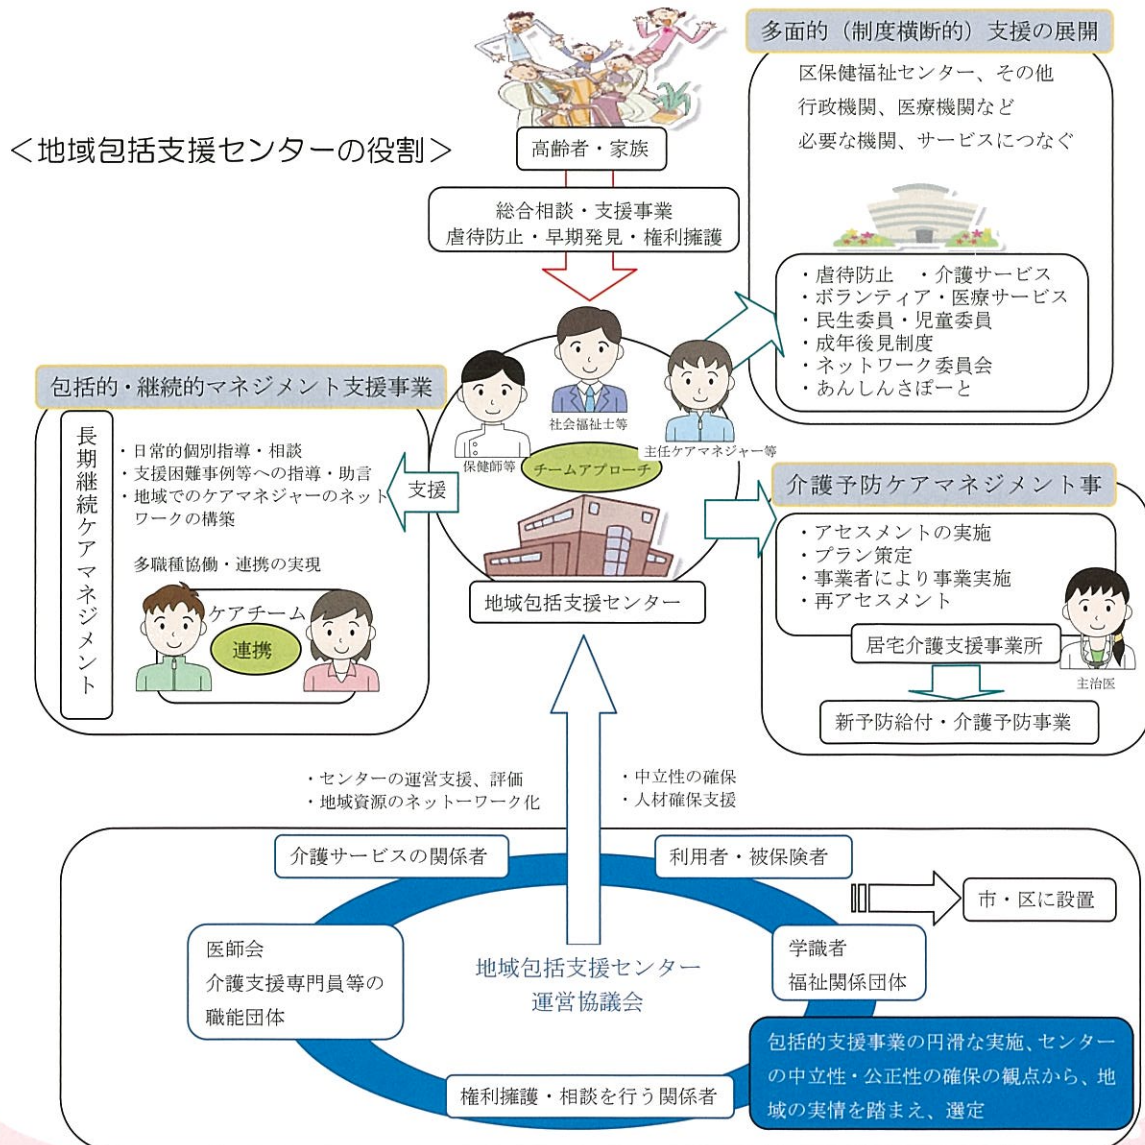 ＜地域包括支援センターの役割＞
高齢者・家族
総合相談・支援事業
虐待防止・早期発見・権利擁護
多面的（制度横断的）支援の展開
区保健福祉センター、その他
行政機関、医療機関など
必要な機関、サービスにつなぐ
・虐待防止　・介護サービス
・ボランティア・医療サービス
・民生委員・児童委員
・成年後見制度
・ネットワーク委員会
・あんしんさぽーと
包括的・継続的マネジメント支援事業
長期継続ケアマネジメント
・日常的個別指導・相談
・支援困難事例等への指導・助言
・地域でのケアマネジャーのネット
ワークの構築
多職種協働・連携の実現
ケアチーム
連携
支援
保健師等
社会福祉士等
主任ケアマネジャー等
チームアプローチ
地域包括支援センター
介護予防ケアマネジメント事
・アセスメントの実施
・プラン策定
・事業者により事業実施
・再アセスメント
居宅介護支援事業所
主治医
新予防給付・介護予防事業
・センターの運営支援、評価
・地域資源のネットーワーク化
・中立性の確保
・人材確保支援
介護サービスの関係者
利用者・被保険者
市・区に設置
医師会
介護支援専門員等の
職能団体
地域包括支援センター
運営協議会
学識者
福祉関係団体
権利擁護・相談を行う関係者
包括的支援事業の円滑な実施、センター
の中立性・公正性の確保の観点から、地
域の実情を踏まえ、選定